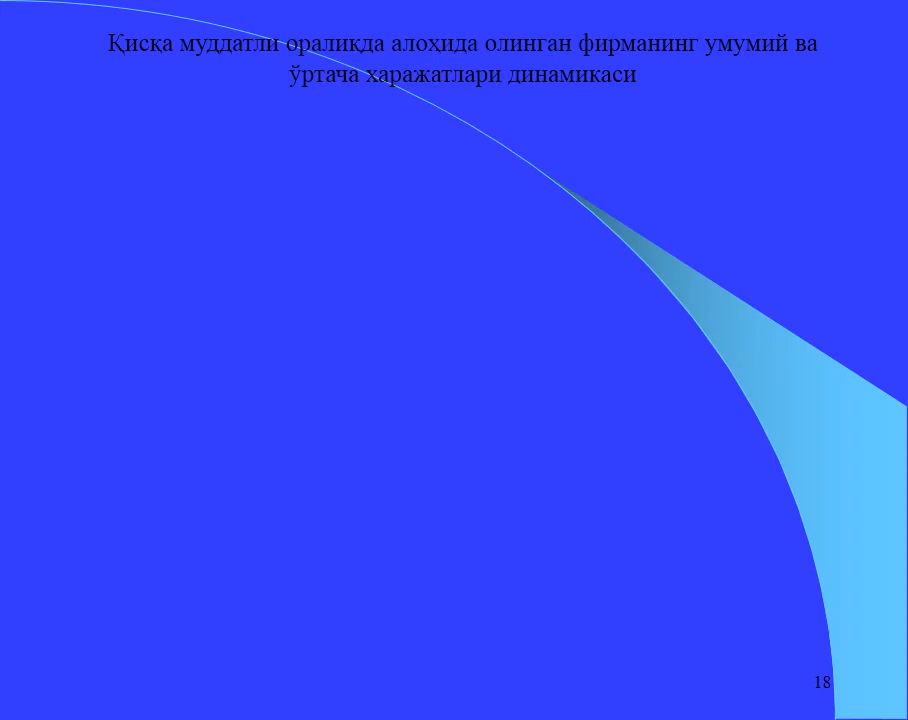 Қисқа муддатли оралиқда алоҳида олинган фирманинг умумий ва
ўртача харажатлари динамикаси
18